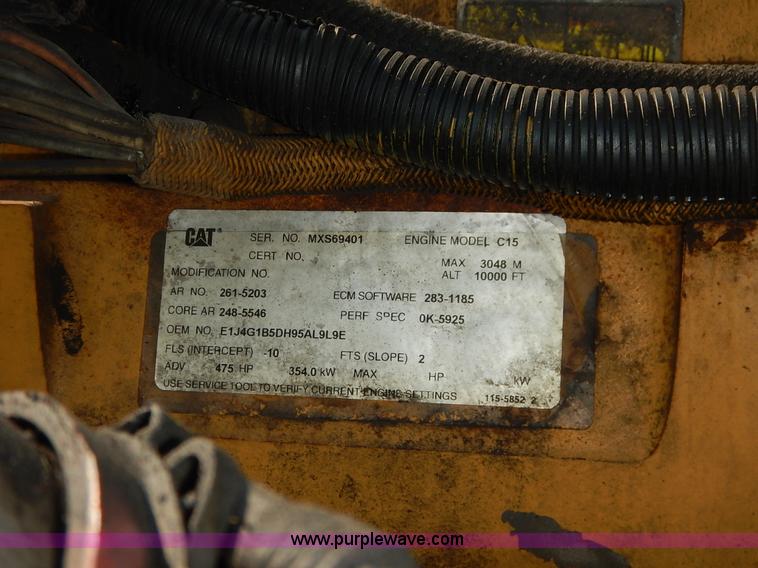 CAT SER. NO. MXS69401 ENGINE MODEL C15
CERT NO. MAX 3048 M
MODIFICATION NO. ALT 10000 FT
AR NO. 261-5203 ECM SOFTWARE 283-1185
CORE AR 248-5546 PERF SPEC 0K-5925
OEM NO. E1J4G1B5DH95AL9L9E
FLS (INTERCEPT) -10 FTS (SLOPE) 2
ADV 475 HP 354.0 kW MAX HP kW
USE SERVICE TOOL TO VERIFY CURRENT ENGINE SETTINGS 115-5852 2
www.purplewave.com